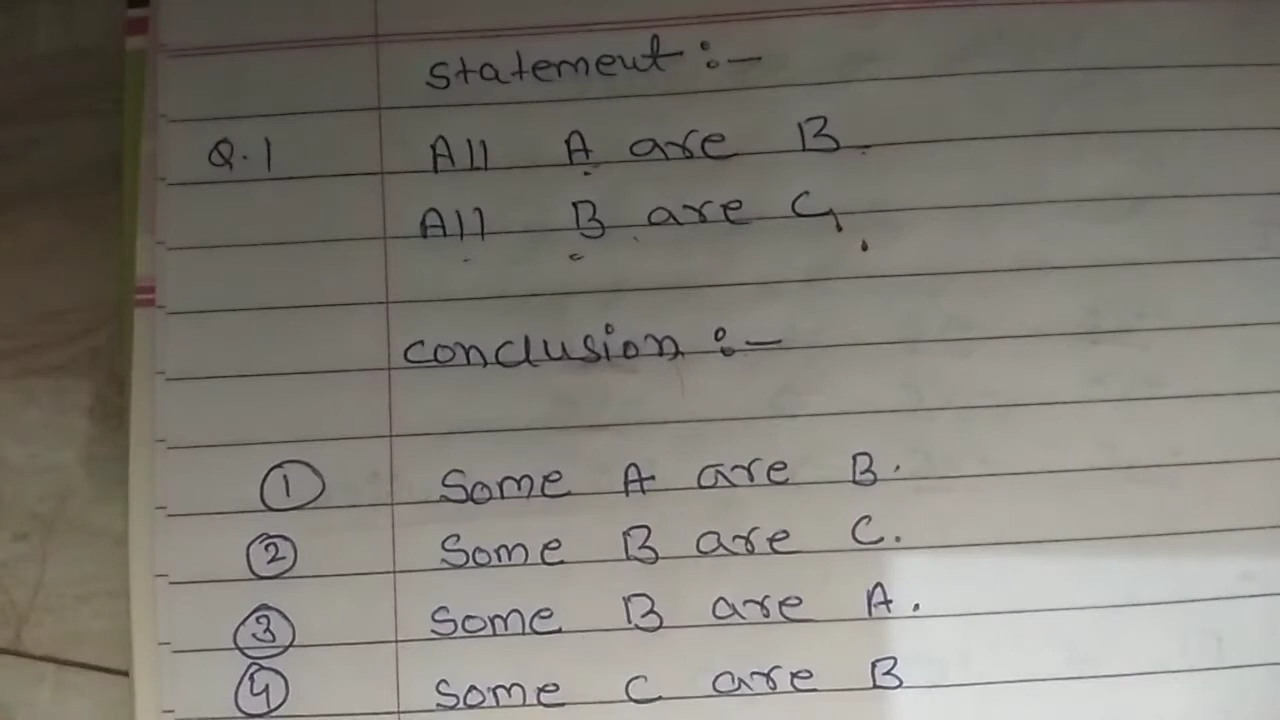 Statement :-
Q.1 All A are B.
All B are C,
Conclusion :-
① Some A are B.
② Some B are C.
③ Some B are A.
④ Some C are B